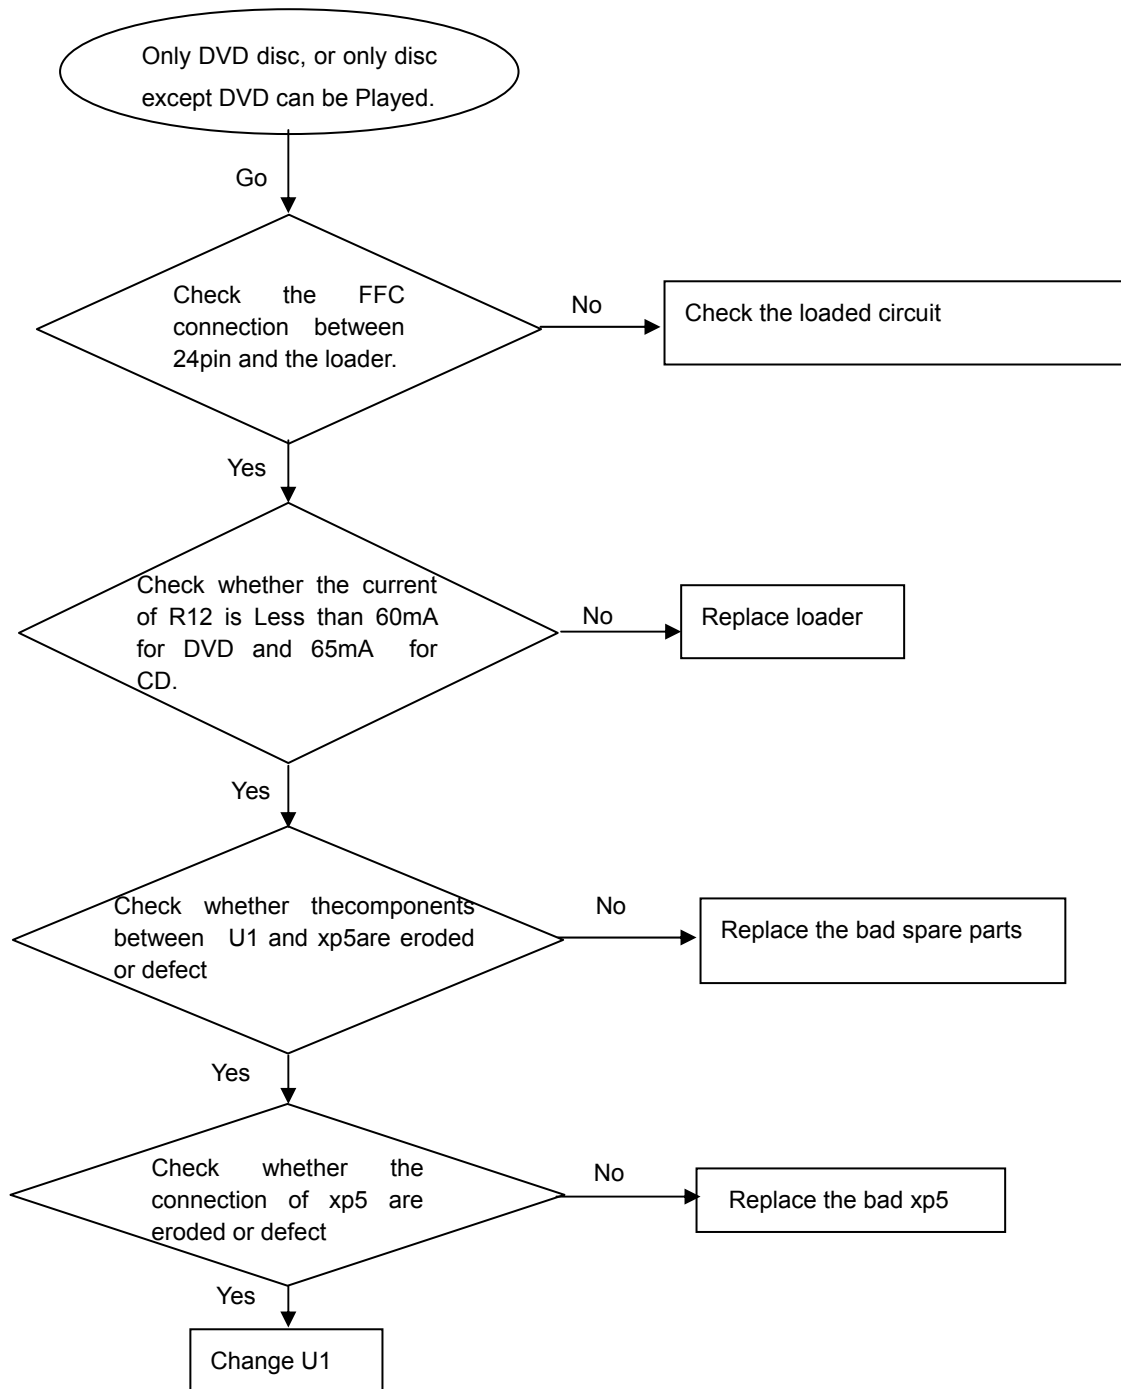 Only DVD disc, or only disc
except DVD can be Played.
Go
Check the FFC
connection between
24pin and the loader.
No
Check the loaded circuit
Yes
Check whether the current
of R12 is Less than 60mA
for DVD and 65mA for
CD.
No
Replace loader
Yes
Check whether thecomponents
between U1 and xp5are eroded
or defect
No
Replace the bad spare parts
Yes
Check whether the
connection of xp5 are
eroded or defect
No
Replace the bad xp5
Yes
Change U1